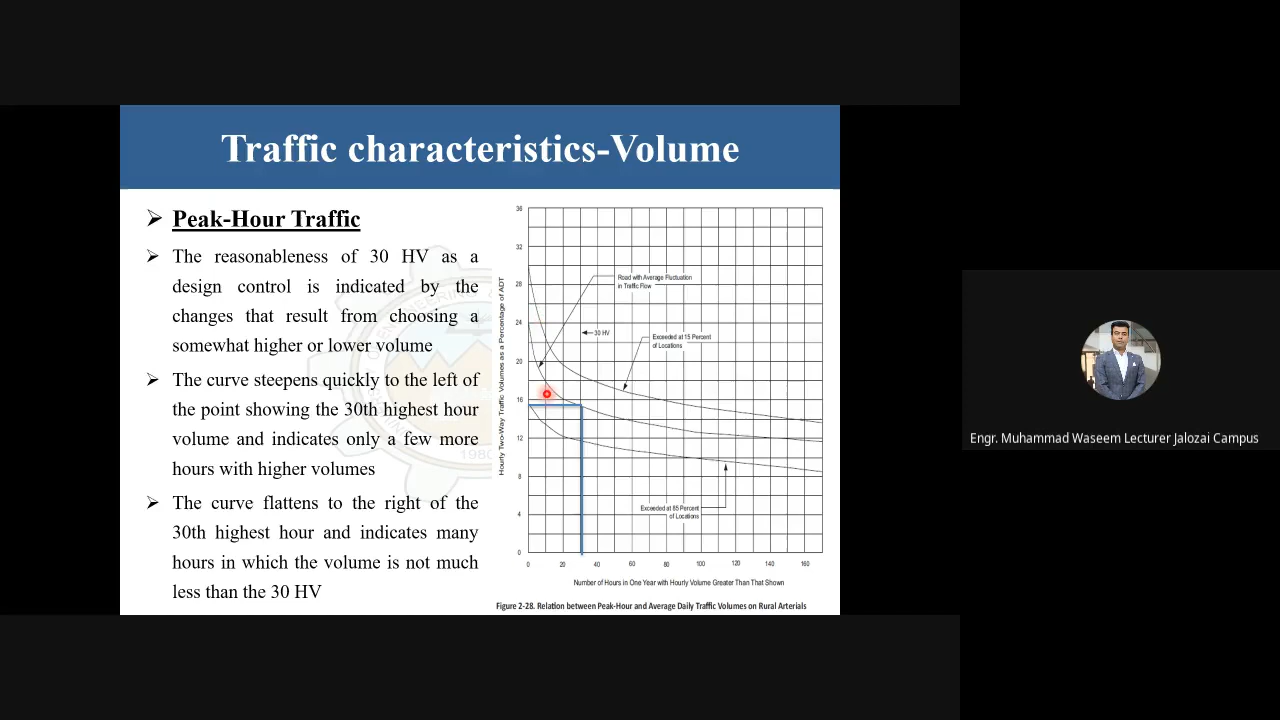 Traffic characteristics-Volume
Peak-Hour Traffic
The reasonableness of 30 HV as a
design control is indicated by the
changes that result from choosing a
somewhat higher or lower volume
The curve steepens quickly to the left of
the point showing the 30th highest hour
volume and indicates only a few more
hours with higher volumes
The curve flattens to the right of the
30th highest hour and indicates many
hours in which the volume is not much
less than the 30 HV
Hourly Two-Way Traffic Volumes as a Percentage of ADT
36
32
28
24
20
16
12
8
4
0
Road with Average Fluctuation
in Traffic Flow
30 HV
Exceeded at 15 Percent
of Locations
Exceeded at 85 Percent
of Locations
0 20 40 60 80 100 120 140 160
Number of Hours in One Year with Hourly Volume Greater Than That Shown
Figure 2-28. Relation between Peak-Hour and Average Daily Traffic Volumes on Rural Arterials
1980
Engr. Muhammad Waseem Lecturer Jalozai Campus